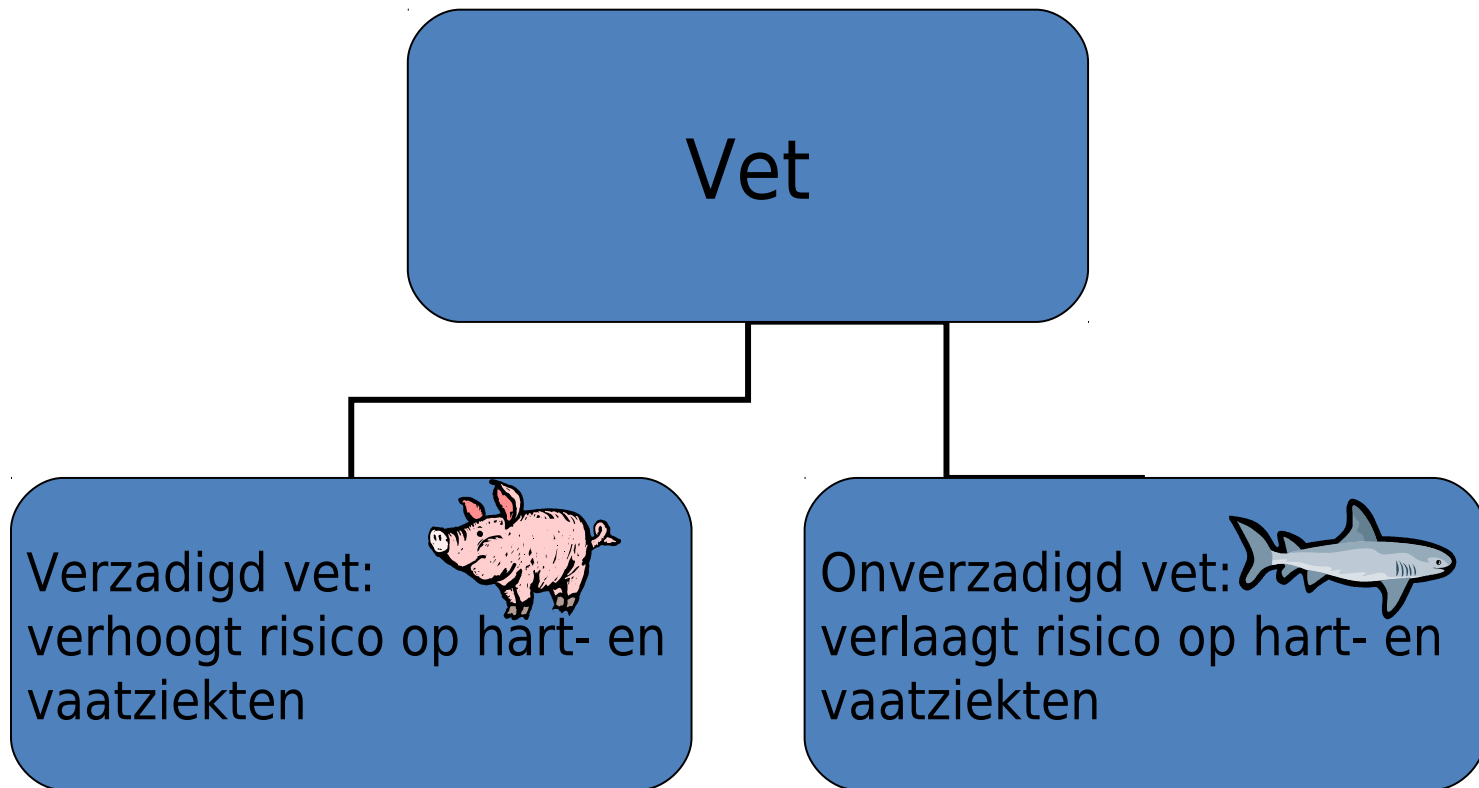 Vet
Verzadigd vet:
verhoogt risico op hart- en
vaatziekten
Onverzadigd vet:
verlaagt risico op hart- en
vaatziekten